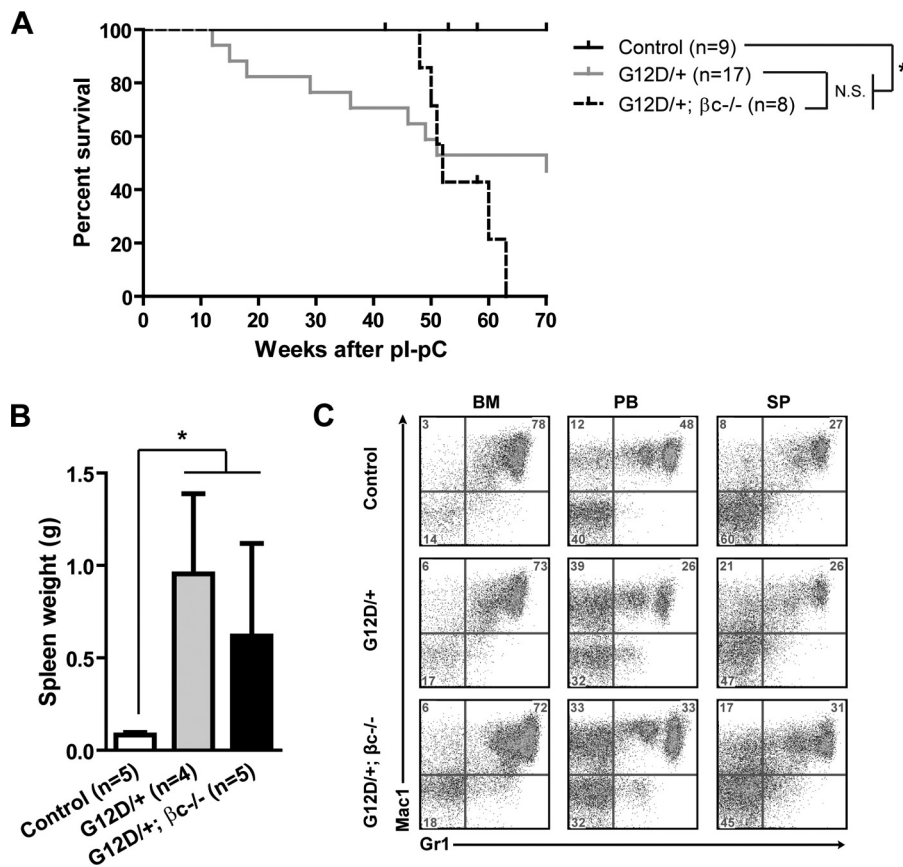 A
100
80
60
40
20
0
Percent survival
0 10 20 30 40 50 60 70
Weeks after pI-pC
Control (n=9)
G12D/+ (n=17)
G12D/+; βc-/- (n=8)
N.S.
*
B
*
1.5
1.0
0.5
0.0
Spleen weight (g)
Control (n=5)
G12D/+ (n=4)
G12D/+; βc-/- (n=5)
C
BM PB SP
Control
3 78 12 48 8 27
14 40 60
G12D/+
6 73 39 26 21 26
17 32 47
G12D/+; βc-/-
6 72 33 33 17 31
18 32 45
Mac1
Gr1